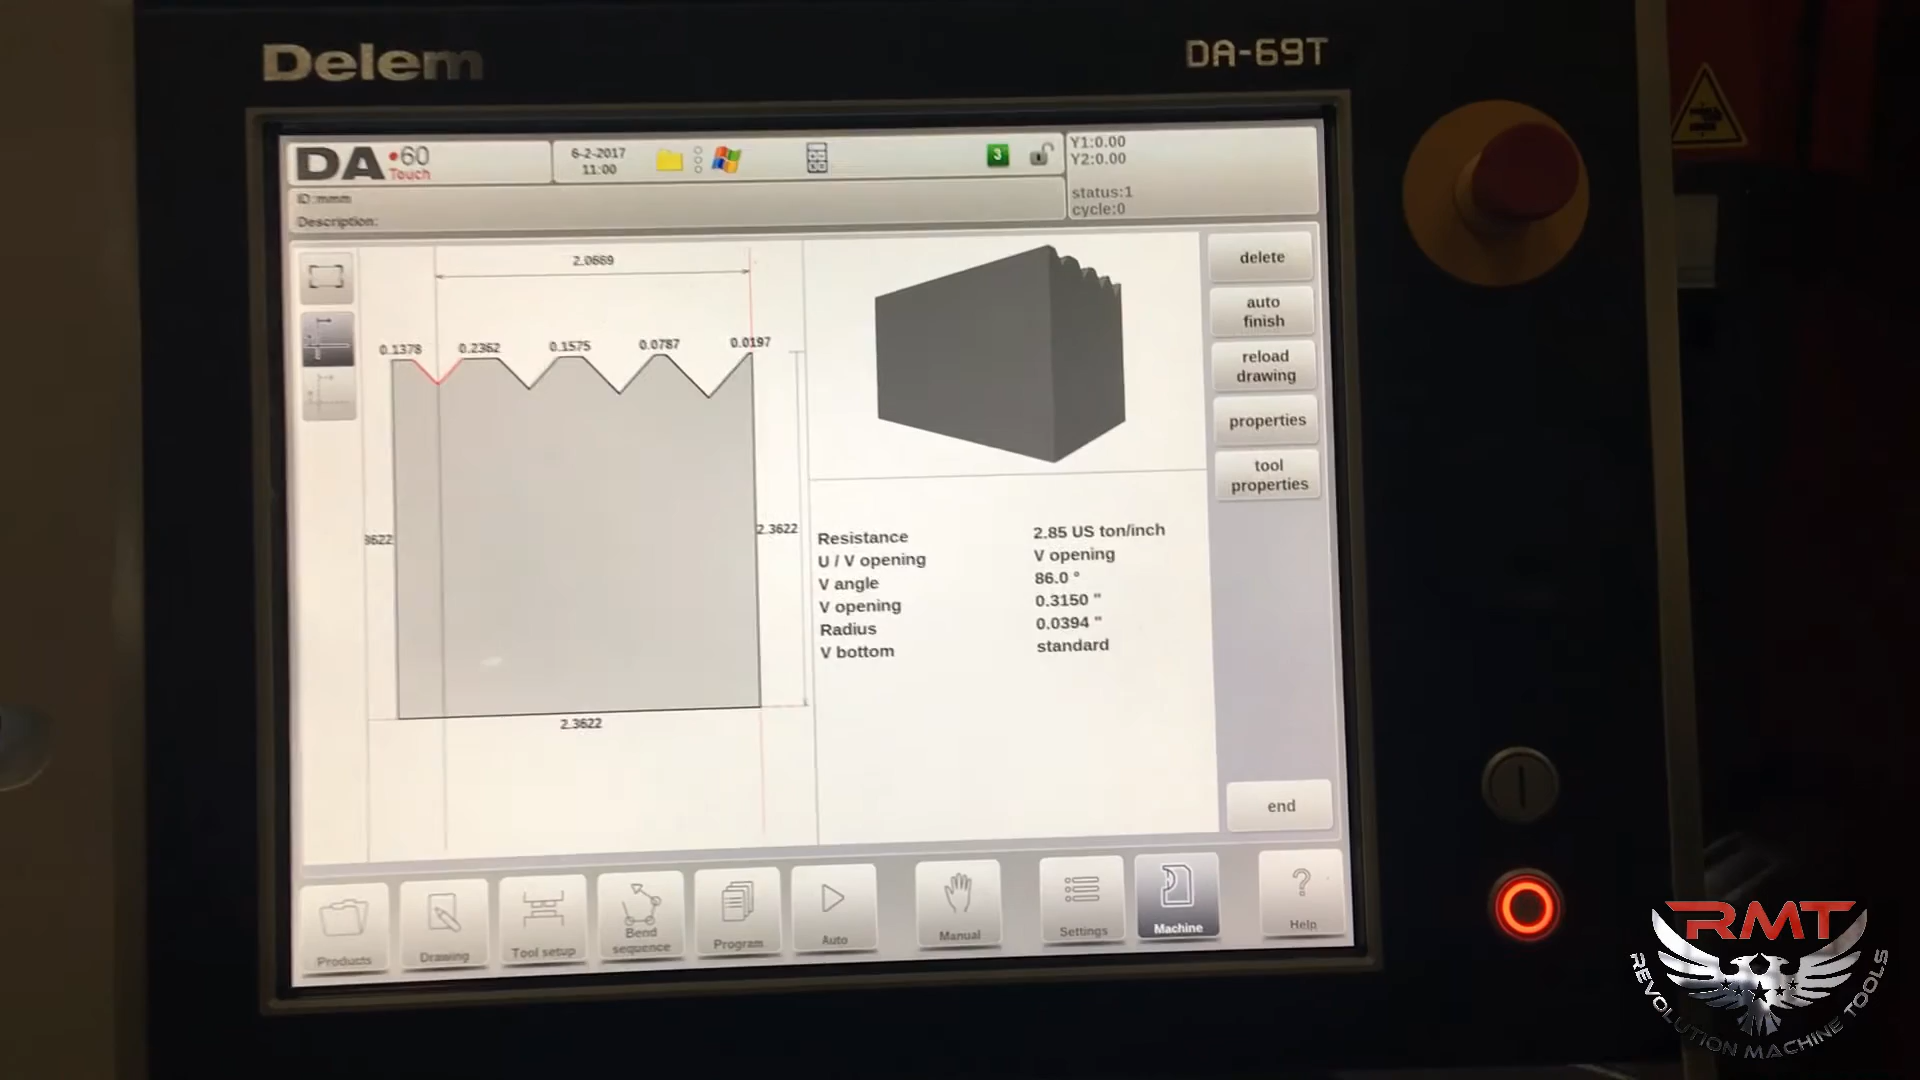 Delem
DA-69T
DA•60
Touch
6-2-2017
11:00
3
Y1:0.00
Y2:0.00
status:1
cycle:0
ID:mmm
Description:
2.0669
0.1378
0.2362
0.1575
0.0787
0.0197
3622
2.3622
2.3622
Resistance 2.85 US ton/inch
U / V opening V opening
V angle 86.0 °
V opening 0.3150 "
Radius 0.0394 "
V bottom standard
delete
auto
finish
reload
drawing
properties
tool
properties
end
Products
Drawing
Tool setup
Bend
sequence
Program
Auto
Manual
Settings
Machine
?
Help
RMT
REVOLUTION MACHINE TOOLS